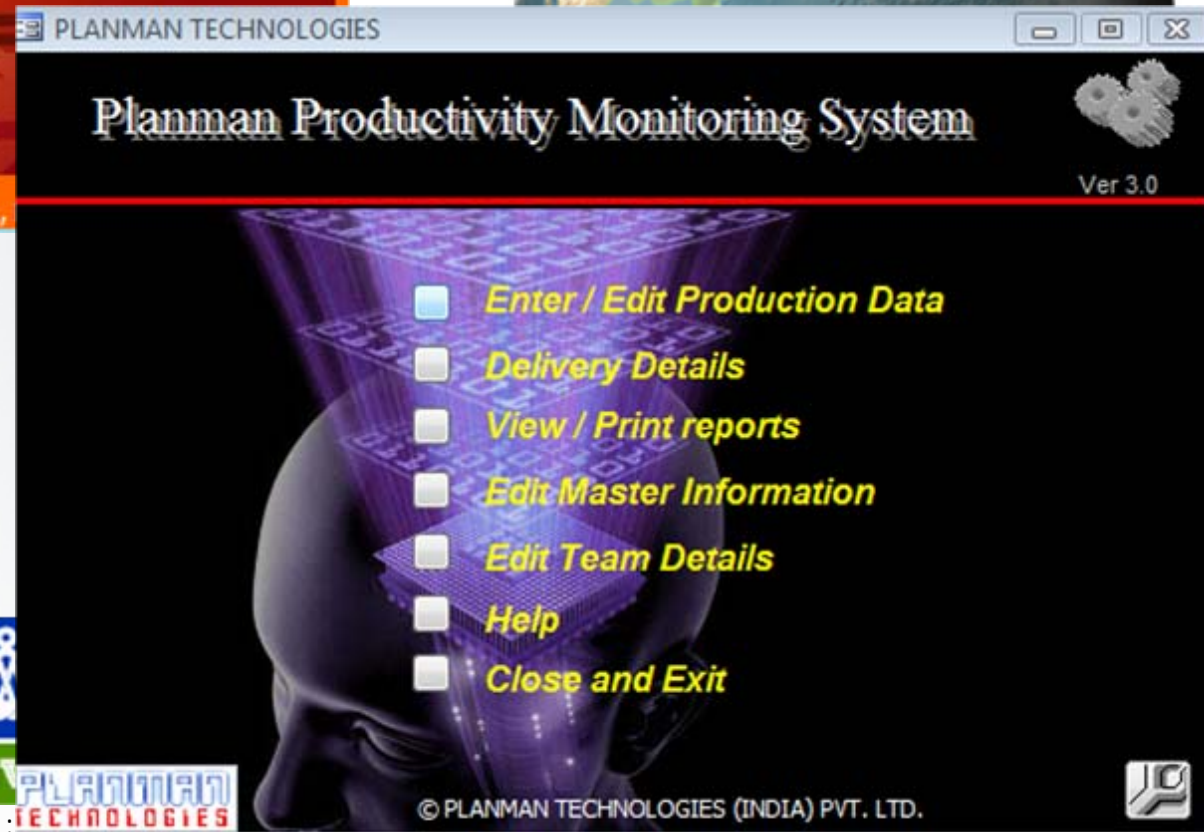 PLANMAN TECHNOLOGIES
Planman Productivity Monitoring System
Ver 3.0
Enter / Edit Production Data
Delivery Details
View / Print reports
Edit Master Information
Edit Team Details
Help
Close and Exit
PLANMAN
TECHNOLOGIES
© PLANMAN TECHNOLOGIES (INDIA) PVT. LTD.